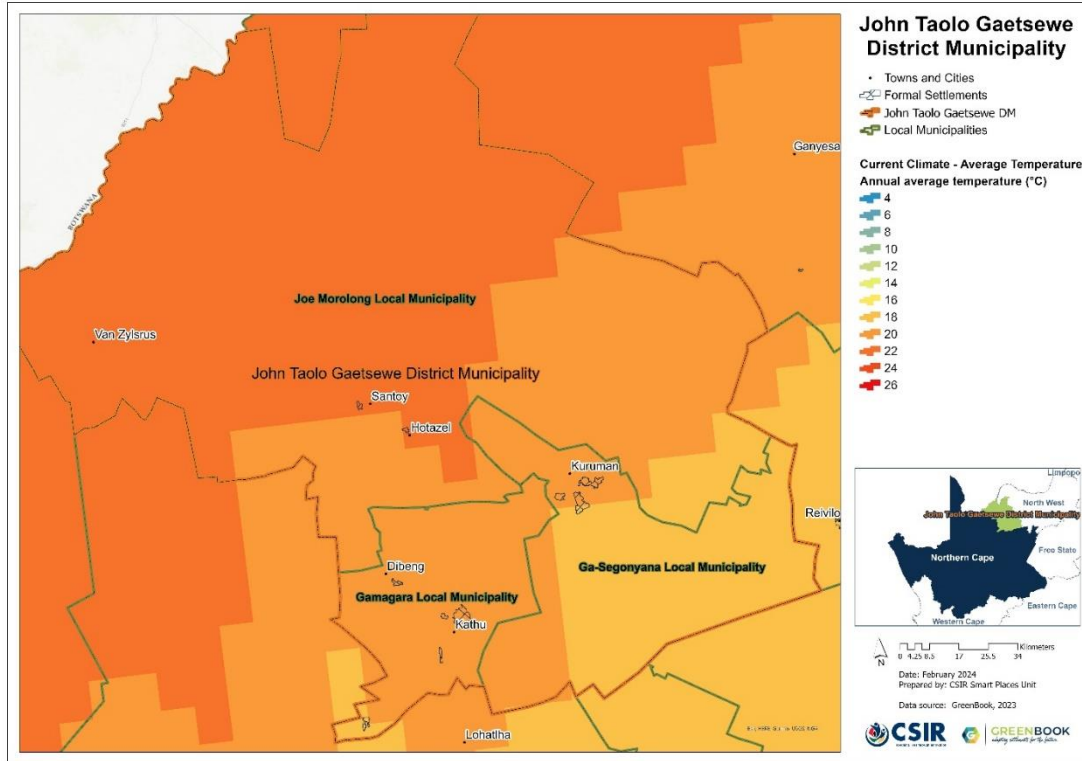 John Taolo Gaetsewe
District Municipality
Towns and Cities
Formal Settlements
John Taolo Gaetsewe DM
Local Municipalities
Current Climate - Average Temperature
Annual average temperature (°C)
4
6
8
10
12
14
16
18
20
22
24
26
Ganyesa
BOTSWANA
Joe Morolong Local Municipality
Van Zylsrus
John Taolo Gaetsewe District Municipality
Santoy
Hotazel
Kuruman
Reivilo
Dibeng
Ga-Segonyana Local Municipality
Gamagara Local Municipality
Kathu
Lohatlha
Limpopo
North West
John Taolo Gaetsewe District Municipality
Northern Cape
Free State
Eastern Cape
Western Cape
N
0 4.25 8.5 17 25.5 34
Kilometers
Date: February 2024
Prepared by: CSIR Smart Places Unit
Data source: GreenBook, 2023
CSIR
GREENBOOK
adapting settlements for the future